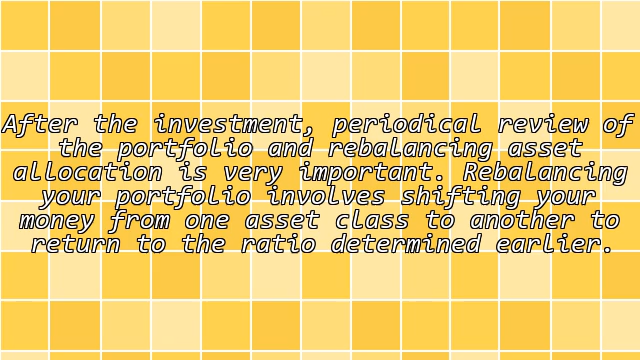 After the investment, periodical review of
the portfolio and rebalancing asset
allocation is very important. Rebalancing
your portfolio involves shifting your
money from one asset class to another to
return to the ratio determined earlier.